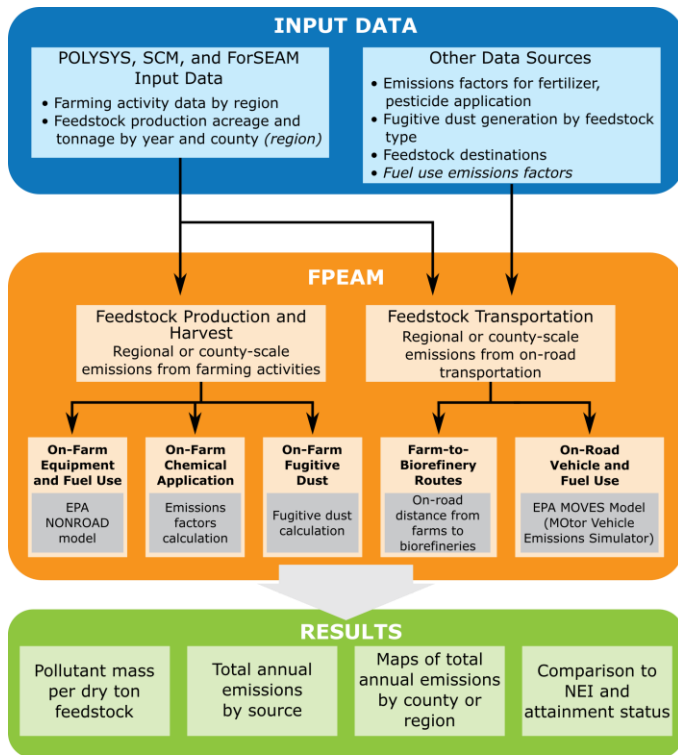 INPUT DATA
POLYSYS, SCM, and ForSEAM
Input Data
• Farming activity data by region
• Feedstock production acreage and
tonnage by year and county (region)
Other Data Sources
• Emissions factors for fertilizer,
pesticide application
• Fugitive dust generation by feedstock
type
• Feedstock destinations
• Fuel use emissions factors
FPEAM
Feedstock Production and
Harvest
Regional or county-scale
emissions from farming activities
Feedstock Transportation
Regional or county-scale
emissions from on-road
transportation
On-Farm
Equipment
and Fuel Use
EPA
NONROAD
model
On-Farm
Chemical
Application
Emissions
factors
calculation
On-Farm
Fugitive
Dust
Fugitive dust
calculation
Farm-to-
Biorefinery
Routes
On-road
distance from
farms to
biorefineries
On-Road
Vehicle and
Fuel Use
EPA MOVES Model
(MOtor Vehicle
Emissions Simulator)
RESULTS
Pollutant mass
per dry ton
feedstock
Total annual
emissions
by source
Maps of total
annual emissions
by county or
region
Comparison to
NEI and
attainment status